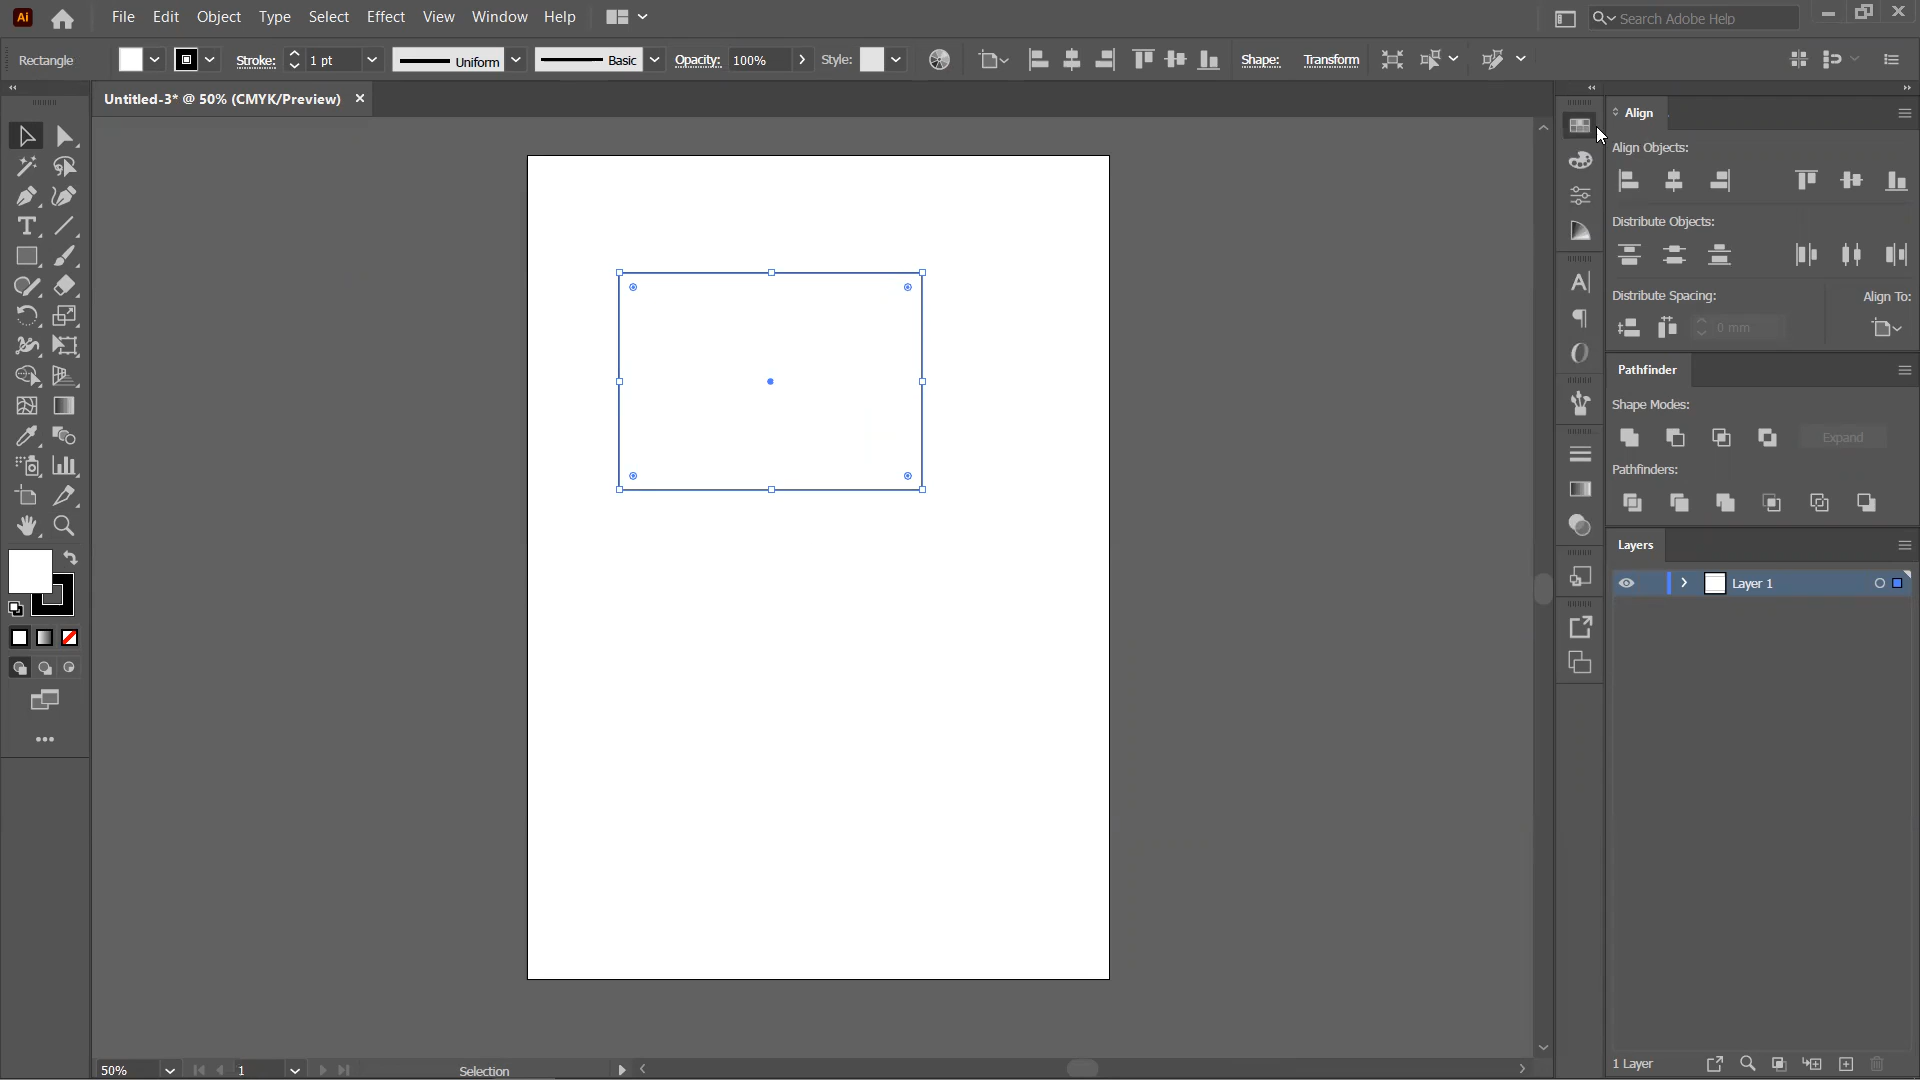 Ai File Edit Object Type Select Effect View Window Help Search Adobe Help
Rectangle Stroke: 1 pt Uniform Basic Opacity: 100% Style: Shape: Transform
Untitled-3* @ 50% (CMYK/Preview)
Align
Align Objects:
Distribute Objects:
Distribute Spacing: Align To:
0 mm
Pathfinder
Shape Modes:
Expand
Pathfinders:
Layers
Layer 1
1 Layer
50% 1 Selection